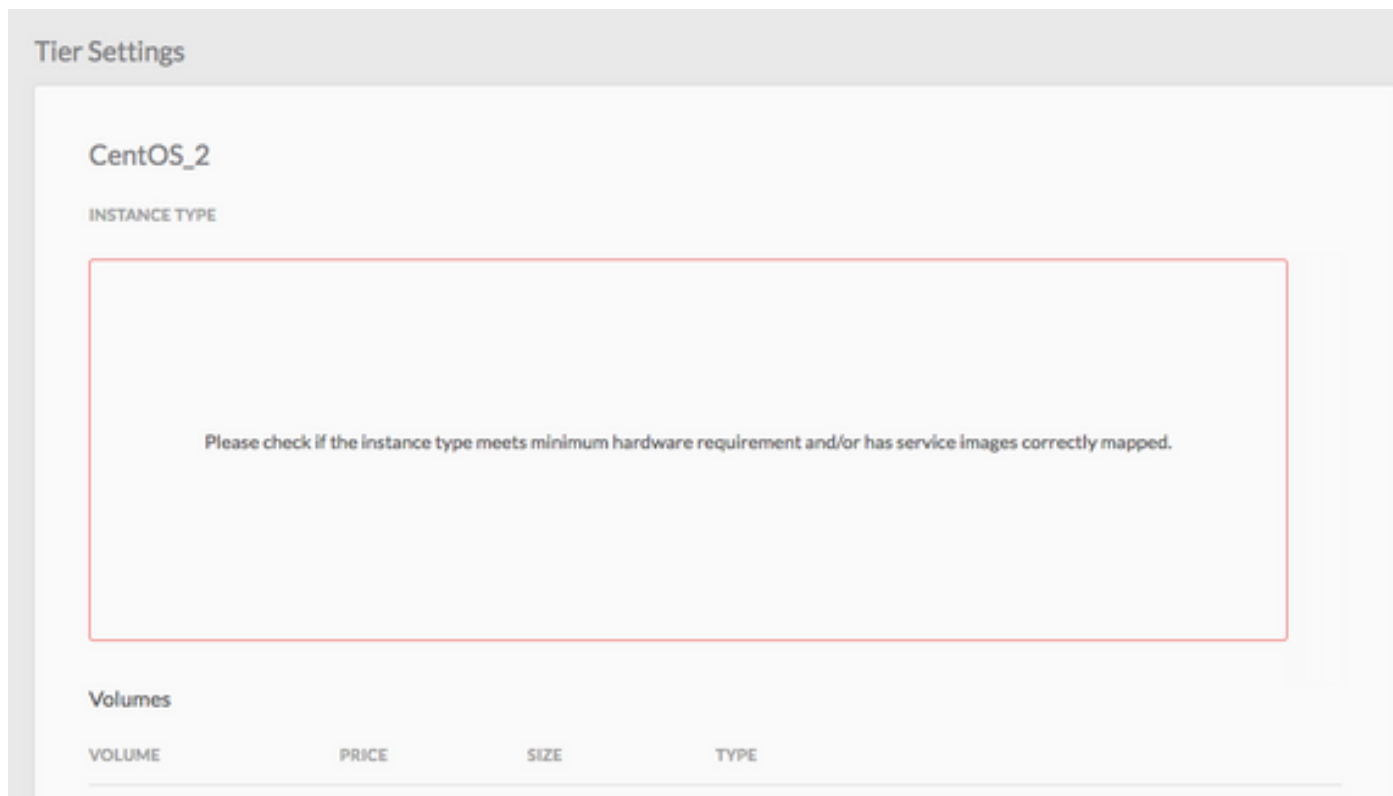 Tier Settings
CentOS_2
INSTANCE TYPE
Please check if the instance type meets minimum hardware requirement and/or has service images correctly mapped.
Volumes
VOLUME PRICE SIZE TYPE